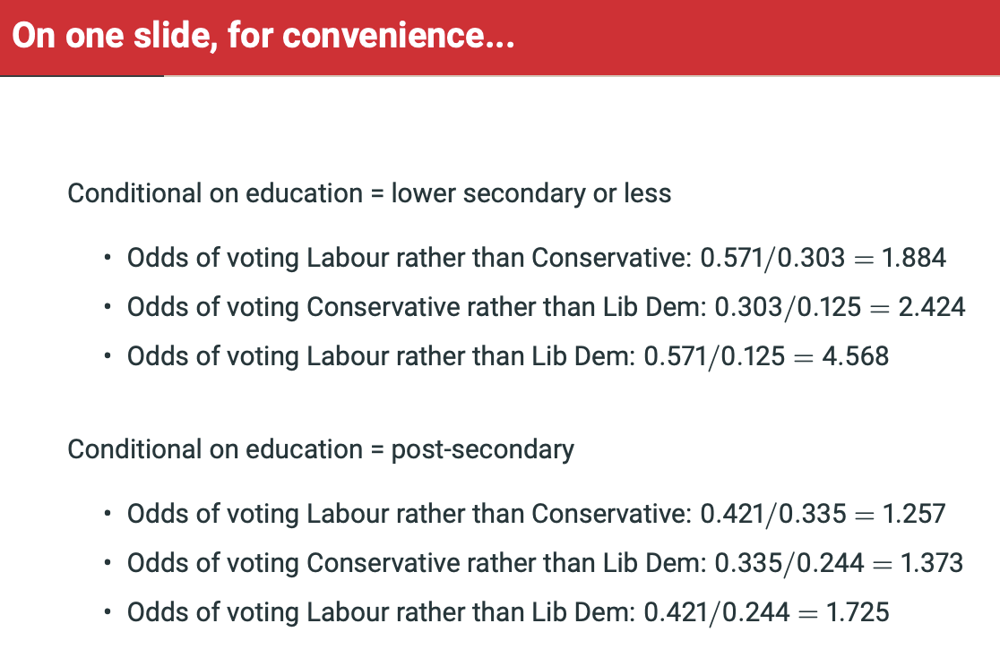 On one slide, for convenience...
Conditional on education = lower secondary or less
• Odds of voting Labour rather than Conservative: 0.571/0.303 = 1.884
• Odds of voting Conservative rather than Lib Dem: 0.303/0.125 = 2.424
• Odds of voting Labour rather than Lib Dem: 0.571/0.125 = 4.568
Conditional on education = post-secondary
• Odds of voting Labour rather than Conservative: 0.421/0.335 = 1.257
• Odds of voting Conservative rather than Lib Dem: 0.335/0.244 = 1.373
• Odds of voting Labour rather than Lib Dem: 0.421/0.244 = 1.725